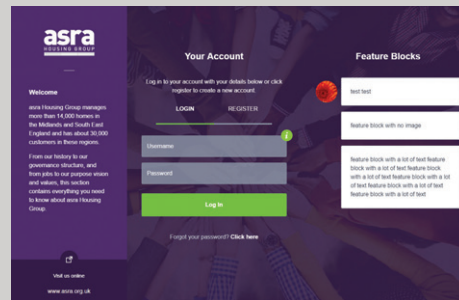 asra
HOUSING GROUP
Welcome
asra Housing Group manages
more than 14,000 homes in
the Midlands and South East
England and has about 30,000
customers in these regions.
From our history to our
governance structure, and
from jobs to our purpose vision
and values, this section
contains everything you need
to know about asra Housing
Group.
Visit us online
www.asra.org.uk
Your Account
Log in to your account with your details below or click
register to create a new account.
LOGIN REGISTER
i
Username
Password
Log In
Forgot your password? Click here
Feature Blocks
text test
feature block with no image
feature block with a lot of text feature
block with a lot of text feature block
with a lot of text feature block with a lot
of text feature block with a lot of text
feature block with a lot of text